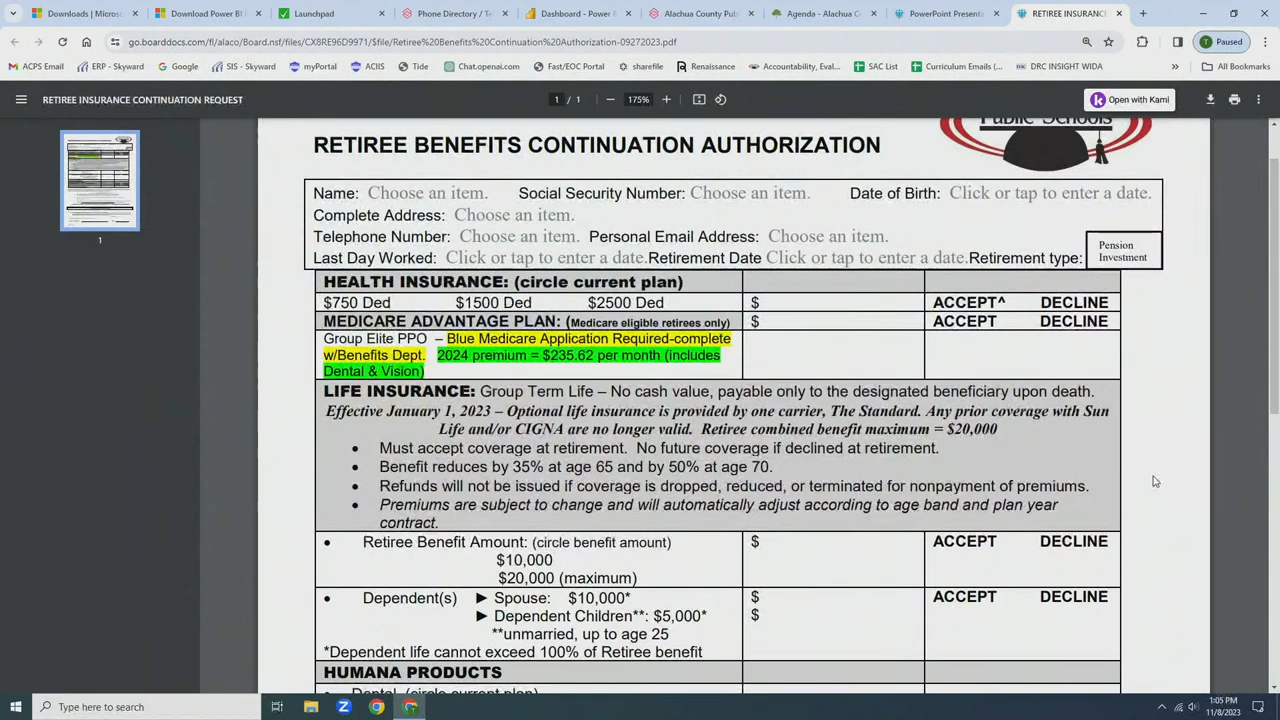 Downloads | Micros
Download Power BI T
Launchpad
Phone Directory / Te
Dashboard - Power B
Alachua County Pub
Agenda - Alachua C
PowerPoint Presenta
RETIREE INSURANCE
go.boarddocs.com/fl/alaco/Board.nsf/files/CX8RE96D9971/$file/Retiree%20Benefits%20Continuation%20Authorization-09272023.pdf
T Paused
ACPS Email
ERP - Skyward
Google
SIS - Skyward
myPortal
ACIIS
Tide
Chat.openai.com
Fast/EOC Portal
sharefile
Renaissance
Accountability, Eval...
SAC List
Curriculum Emails (...
DRC INSIGHT WIDA
»
All Bookmarks
RETIREE INSURANCE CONTINUATION REQUEST
1 / 1
175%
Open with Kami
1
Public Schools
RETIREE BENEFITS CONTINUATION AUTHORIZATION
Name: Choose an item. Social Security Number: Choose an item. Date of Birth: Click or tap to enter a date.
Complete Address: Choose an item.
Telephone Number: Choose an item. Personal Email Address: Choose an item.
Last Day Worked: Click or tap to enter a date.Retirement Date Click or tap to enter a date.Retirement type:
Pension
Investment
HEALTH INSURANCE: (circle current plan)
$750 Ded $1500 Ded $2500 Ded $ ACCEPT^ DECLINE
MEDICARE ADVANTAGE PLAN: (Medicare eligible retirees only) $ ACCEPT DECLINE
Group Elite PPO – Blue Medicare Application Required-complete
w/Benefits Dept. 2024 premium = $235.62 per month (includes
Dental & Vision)
LIFE INSURANCE: Group Term Life – No cash value, payable only to the designated beneficiary upon death.
Effective January 1, 2023 – Optional life insurance is provided by one carrier, The Standard. Any prior coverage with Sun
Life and/or CIGNA are no longer valid. Retiree combined benefit maximum = $20,000
• Must accept coverage at retirement. No future coverage if declined at retirement.
• Benefit reduces by 35% at age 65 and by 50% at age 70.
• Refunds will not be issued if coverage is dropped, reduced, or terminated for nonpayment of premiums.
• Premiums are subject to change and will automatically adjust according to age band and plan year
contract.
• Retiree Benefit Amount: (circle benefit amount) $ ACCEPT DECLINE
$10,000
$20,000 (maximum)
• Dependent(s) ► Spouse: $10,000* $ ACCEPT DECLINE
► Dependent Children**: $5,000* $
**unmarried, up to age 25
*Dependent life cannot exceed 100% of Retiree benefit
HUMANA PRODUCTS
• Dental (circle current plan)
Type here to search
1:05 PM
11/8/2023